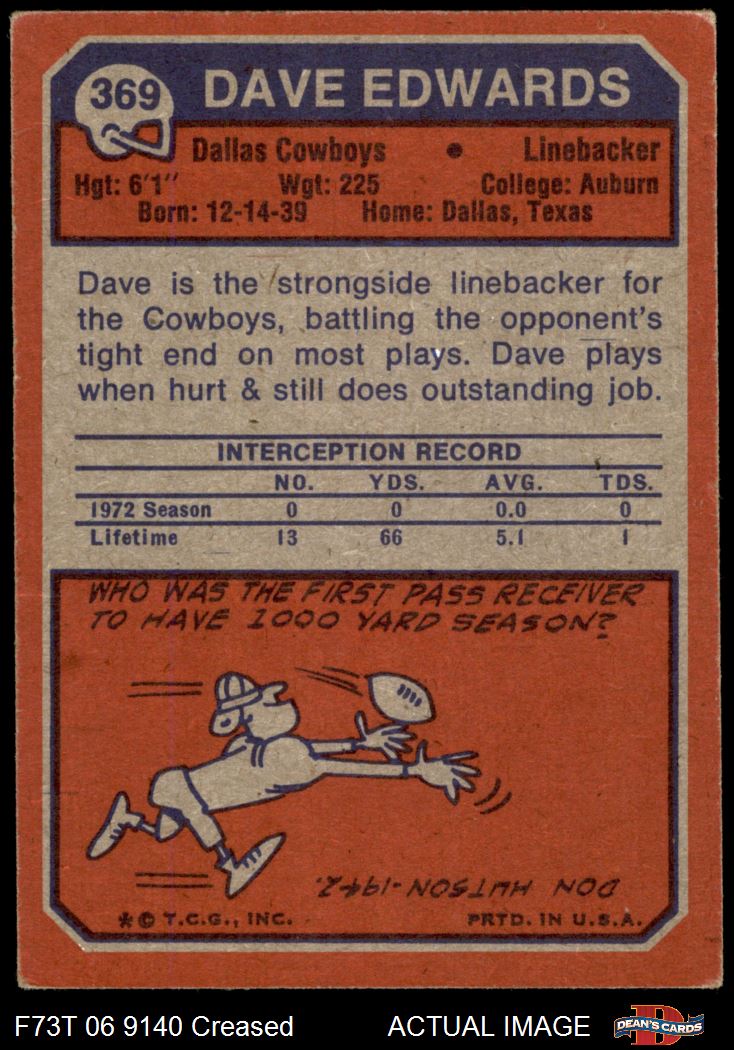 369
DAVE EDWARDS
Dallas Cowboys • Linebacker
Hgt: 6'1" Wgt: 225 College: Auburn
Born: 12-14-39 Home: Dallas, Texas
Dave is the strongside linebacker for
the Cowboys, battling the opponent's
tight end on most plays. Dave plays
when hurt & still does outstanding job.
INTERCEPTION RECORD
NO. YDS. AVG. TDS.
1972 Season 0 0 0.0 0
Lifetime 13 66 5.1 1
WHO WAS THE FIRST PASS RECEIVER
TO HAVE 1000 YARD SEASON?
DON HUTSON-1942.
* © T.C.G., INC. PRTD. IN U.S.A.
F73T 06 9140 Creased ACTUAL IMAGE
D
DEAN'S CARDS